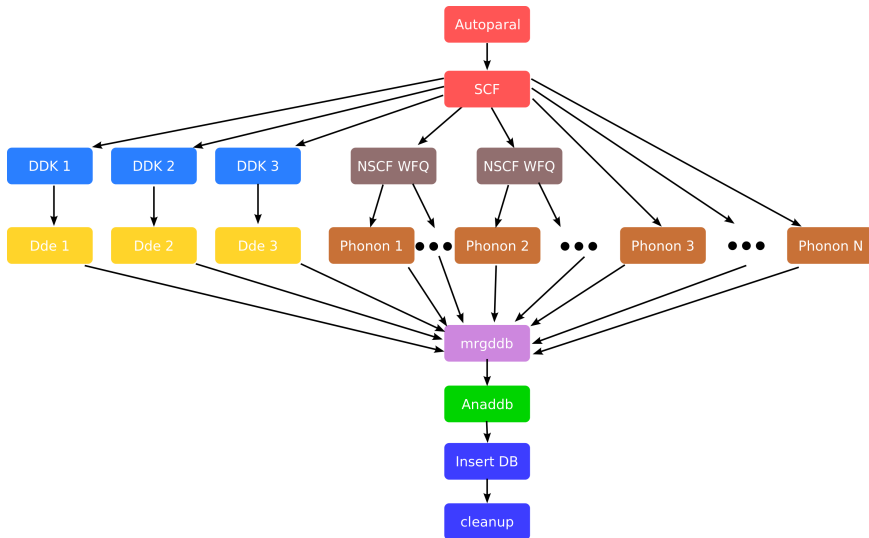 Autoparal
SCF
DDK 1
DDK 2
DDK 3
NSCF WFQ
NSCF WFQ
Dde 1
Dde 2
Dde 3
Phonon 1
●●●
Phonon 2
●●●
Phonon 3
●●●
Phonon N
mrgddb
Anaddb
Insert DB
cleanup